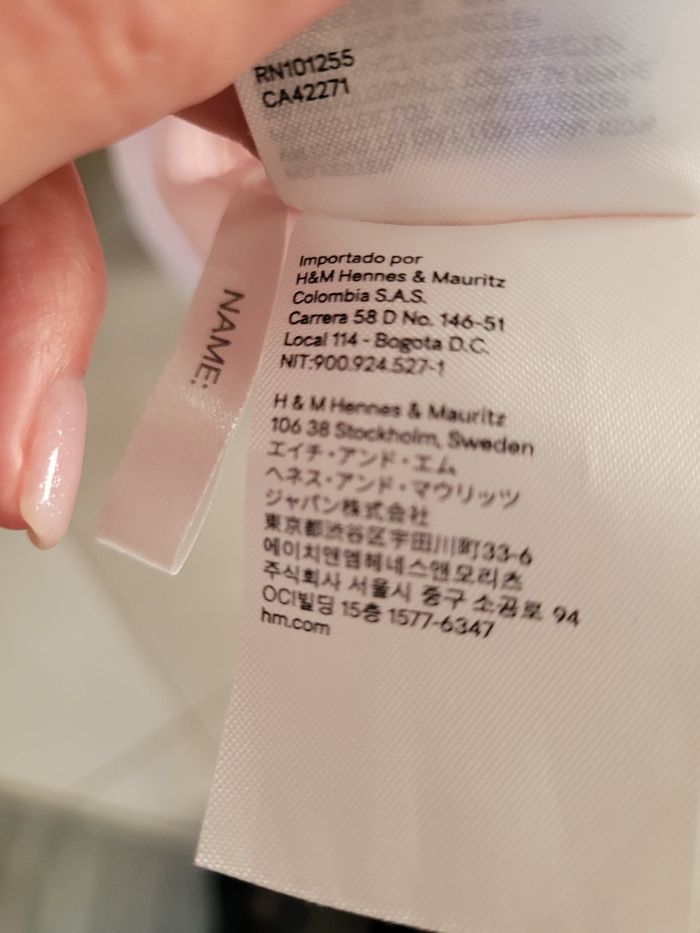 RN101255
CA42271
NAME:
Importado por
H&M Hennes & Mauritz
Colombia S.A.S.
Carrera 58 D No. 146-51
Local 114 - Bogota D.C.
NIT:900.924.527-1
H & M Hennes & Mauritz
106 38 Stockholm, Sweden
エイチ・アンド・エム
ヘネス・アンド・マウリッツ
ジャパン株式会社
東京都渋谷区宇田川町33-6
에이치앤엠헤네스앤모리츠
주식회사 서울시 중구 소공로 94
OCI빌딩 15층 1577-6347
hm.com